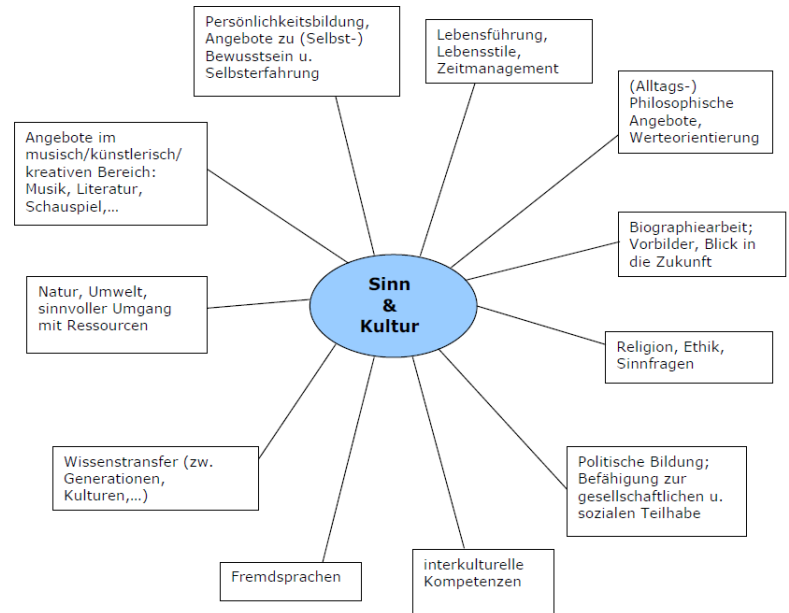 Persönlichkeitsbildung,
Angebote zu (Selbst-)
Bewusstsein u.
Selbsterfahrung
Lebensführung,
Lebensstile,
Zeitmanagement
(Alltags-)
Philosophische
Angebote,
Werteorientierung
Angebote im
musisch/künstlerisch/
kreativen Bereich:
Musik, Literatur,
Schauspiel,...
Biographiearbeit;
Vorbilder, Blick in
die Zukunft
Sinn
&
Kultur
Natur, Umwelt,
sinnvoller Umgang
mit Ressourcen
Religion, Ethik,
Sinnfragen
Wissenstransfer (zw.
Generationen,
Kulturen,...)
Politische Bildung;
Befähigung zur
gesellschaftlichen u.
sozialen Teilhabe
Fremdsprachen
interkulturelle
Kompetenzen